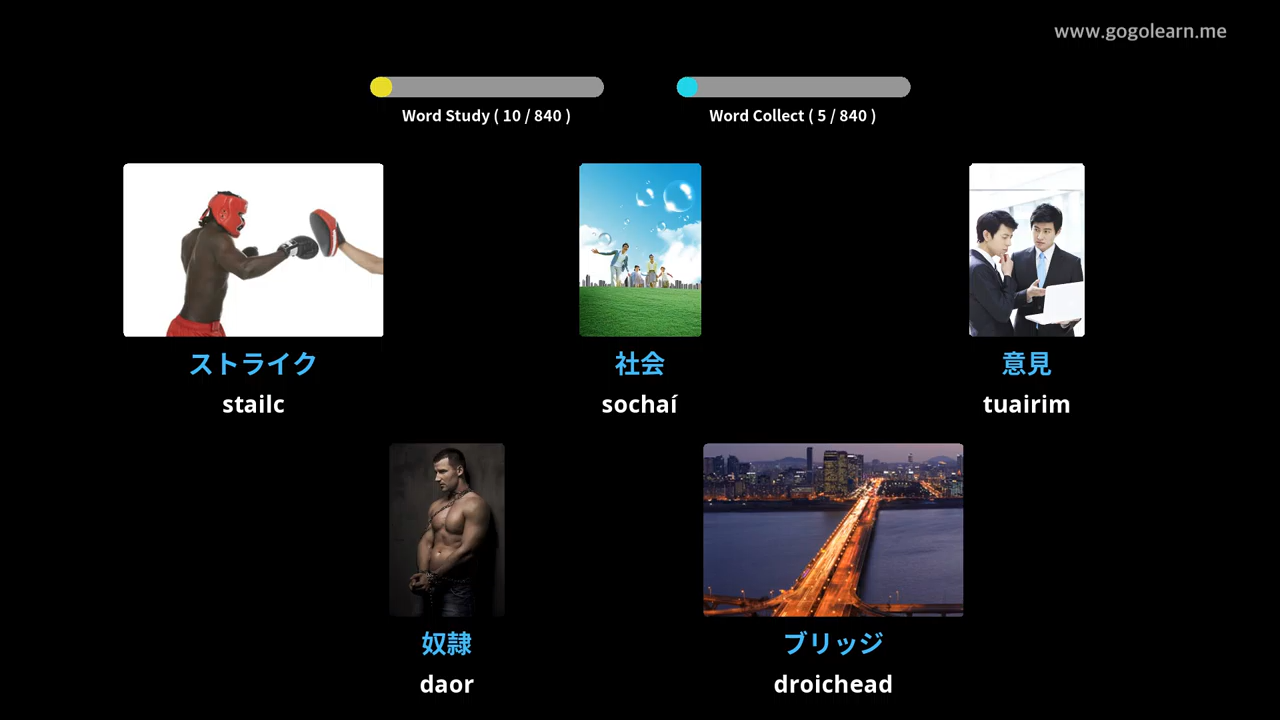 www.gogolearn.me
Word Study ( 10 / 840 )
Word Collect ( 5 / 840 )
ストライク
社会
意見
stailc
sochaí
tuairim
奴隷
ブリッジ
daor
droichead